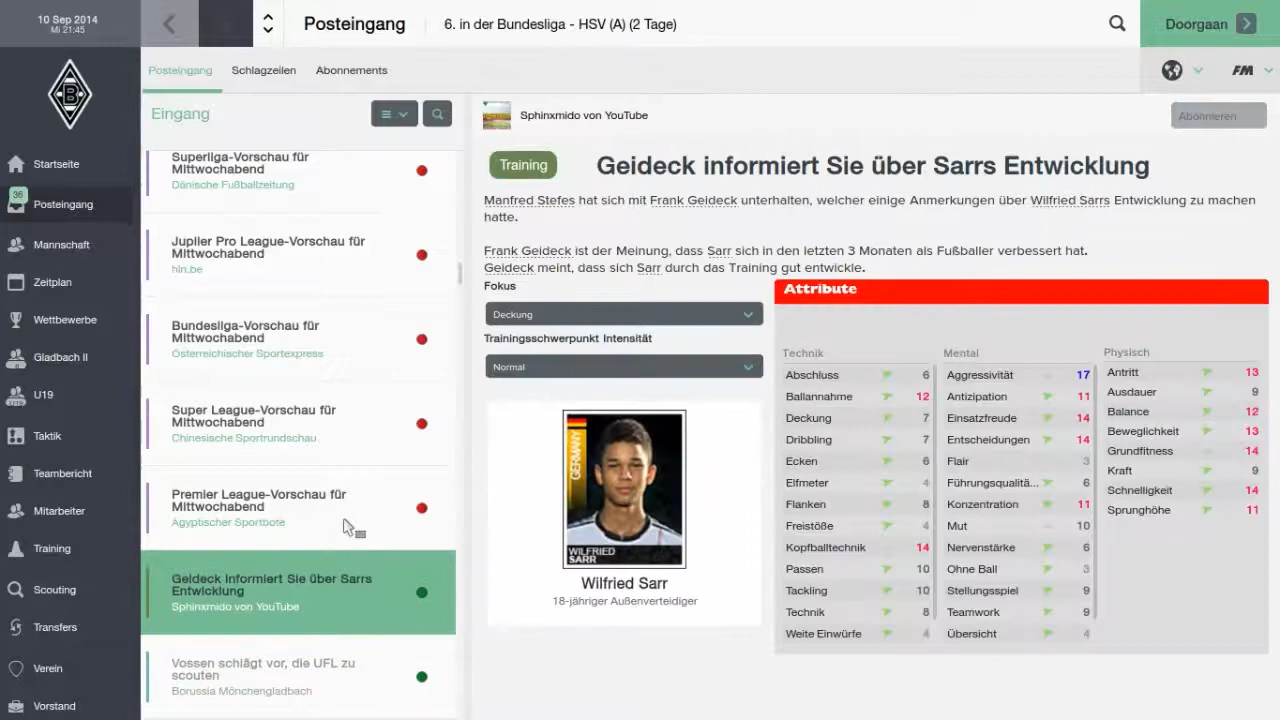 10 Sep 2014
Mi 21:45
Posteingang
6. in der Bundesliga - HSV (A) (2 Tage)
Doorgaan
Posteingang
Schlagzeilen
Abonnements
FM
B
Startseite
36
Posteingang
Mannschaft
Zeitplan
Wettbewerbe
Gladbach II
U19
Taktik
Teambericht
Mitarbeiter
Training
Scouting
Transfers
Verein
Vorstand
Eingang
Superliga-Vorschau für
Mittwochabend
Dänische Fußballzeitung
Jupiler Pro League-Vorschau für
Mittwochabend
hln.be
Bundesliga-Vorschau für
Mittwochabend
Österreichischer Sportexpress
Super League-Vorschau für
Mittwochabend
Chinesische Sportrundschau
Premier League-Vorschau für
Mittwochabend
Ägyptischer Sportbote
Geideck informiert Sie über Sarrs
Entwicklung
Sphinxmido von YouTube
Vossen schlägt vor, die UFL zu
scouten
Borussia Mönchengladbach
Sphinxmido von YouTube
Abonnieren
Training
Geideck informiert Sie über Sarrs Entwicklung
Manfred Stefes hat sich mit Frank Geideck unterhalten, welcher einige Anmerkungen über Wilfried Sarrs Entwicklung zu machen
hatte.
Frank Geideck ist der Meinung, dass Sarr sich in den letzten 3 Monaten als Fußballer verbessert hat.
Geideck meint, dass sich Sarr durch das Training gut entwickle.
Fokus
Deckung
Trainingsschwerpunkt Intensität
Normal
GERMANY
WILFRIED
SARR
Wilfried Sarr
18-jähriger Außenverteidiger
Attribute
Technik
Abschluss 6
Ballannahme 12
Deckung 7
Dribbling 7
Ecken 6
Elfmeter 4
Flanken 8
Freistöße 4
Kopfballtechnik 14
Passen 10
Tackling 10
Technik 8
Weite Einwürfe 4
Mental
Aggressivität 17
Antizipation 11
Einsatzfreude 14
Entscheidungen 14
Flair 3
Führungsqualitä... 6
Konzentration 11
Mut 10
Nervenstärke 6
Ohne Ball 3
Stellungsspiel 9
Teamwork 9
Übersicht 4
Physisch
Antritt 13
Ausdauer 9
Balance 12
Beweglichkeit 13
Grundfitness 14
Kraft 9
Schnelligkeit 14
Sprunghöhe 11